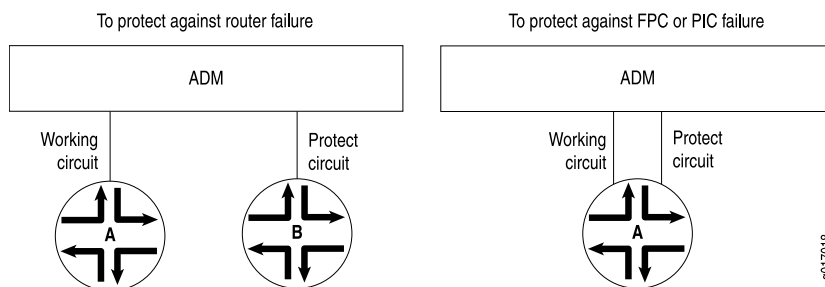 To protect against router failure
ADM
Working
circuit
Protect
circuit
A
B
To protect against FPC or PIC failure
ADM
Working
circuit
Protect
circuit
A
g017018